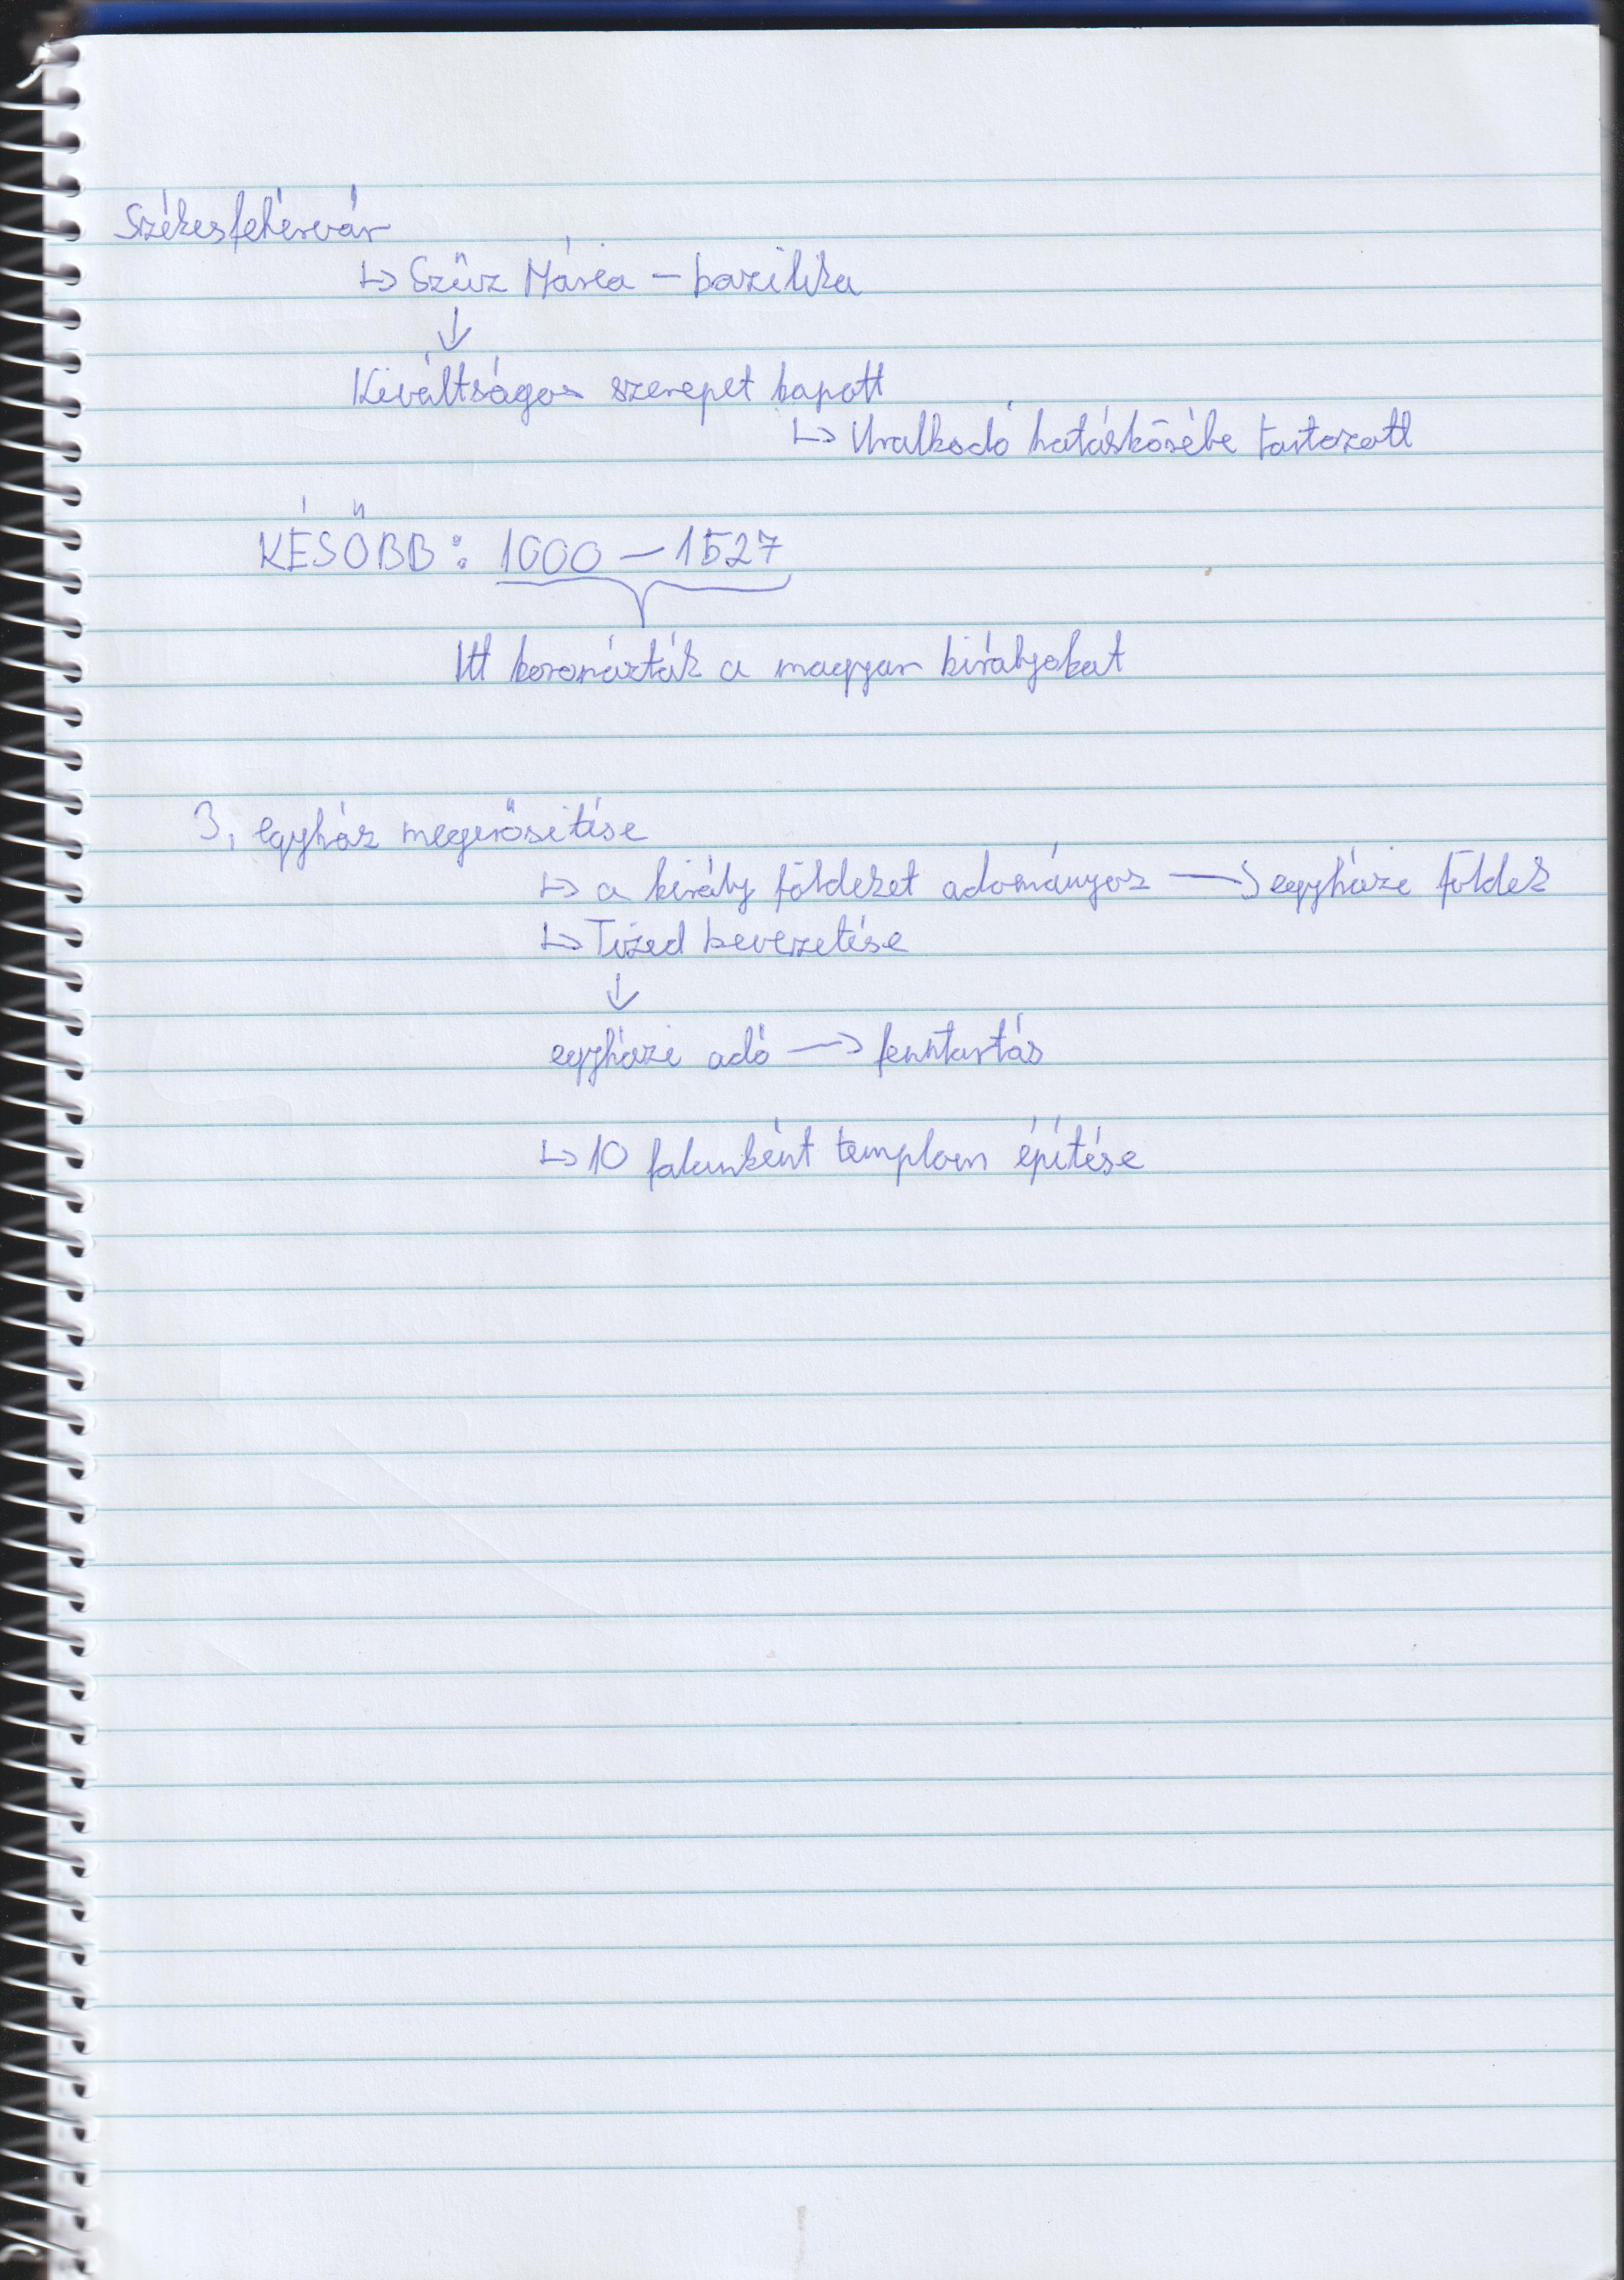 Székesfehérvár
↳ Szűz Mária – bazilika
↓
Kiváltságos szerepet kapott
↳ Uralkodó hatáskörébe tartozott
KÉSŐBB: 1000 – 1527
Itt koronázták a magyar királyokat
3, egyház megerősítése
↳ a király földeket adományoz → egyházi földek
↳ Tized bevezetése
↓
egyházi adó → fenntartás
↳ 10 falunként templom építése